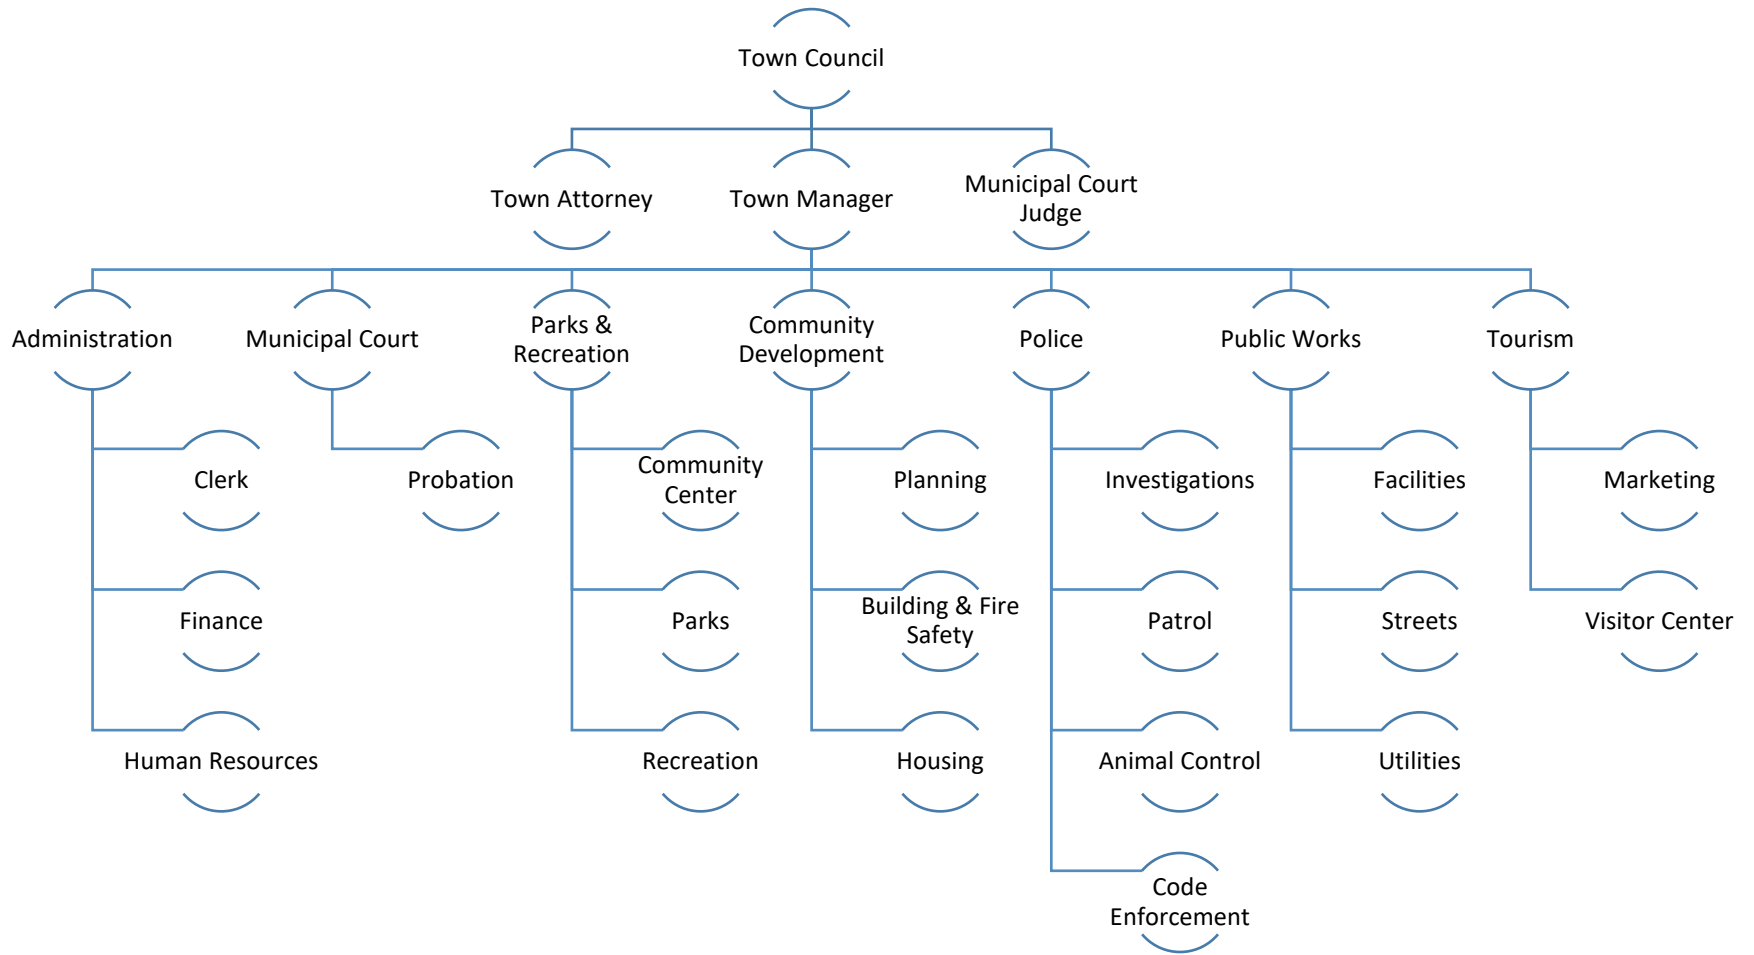 Town Council
Town Attorney
Town Manager
Municipal Court
Judge
Administration
Municipal Court
Parks &
Recreation
Community
Development
Police
Public Works
Tourism
Clerk
Probation
Community
Center
Planning
Investigations
Facilities
Marketing
Finance
Parks
Building & Fire
Safety
Patrol
Streets
Visitor Center
Human Resources
Recreation
Housing
Animal Control
Utilities
Code
Enforcement